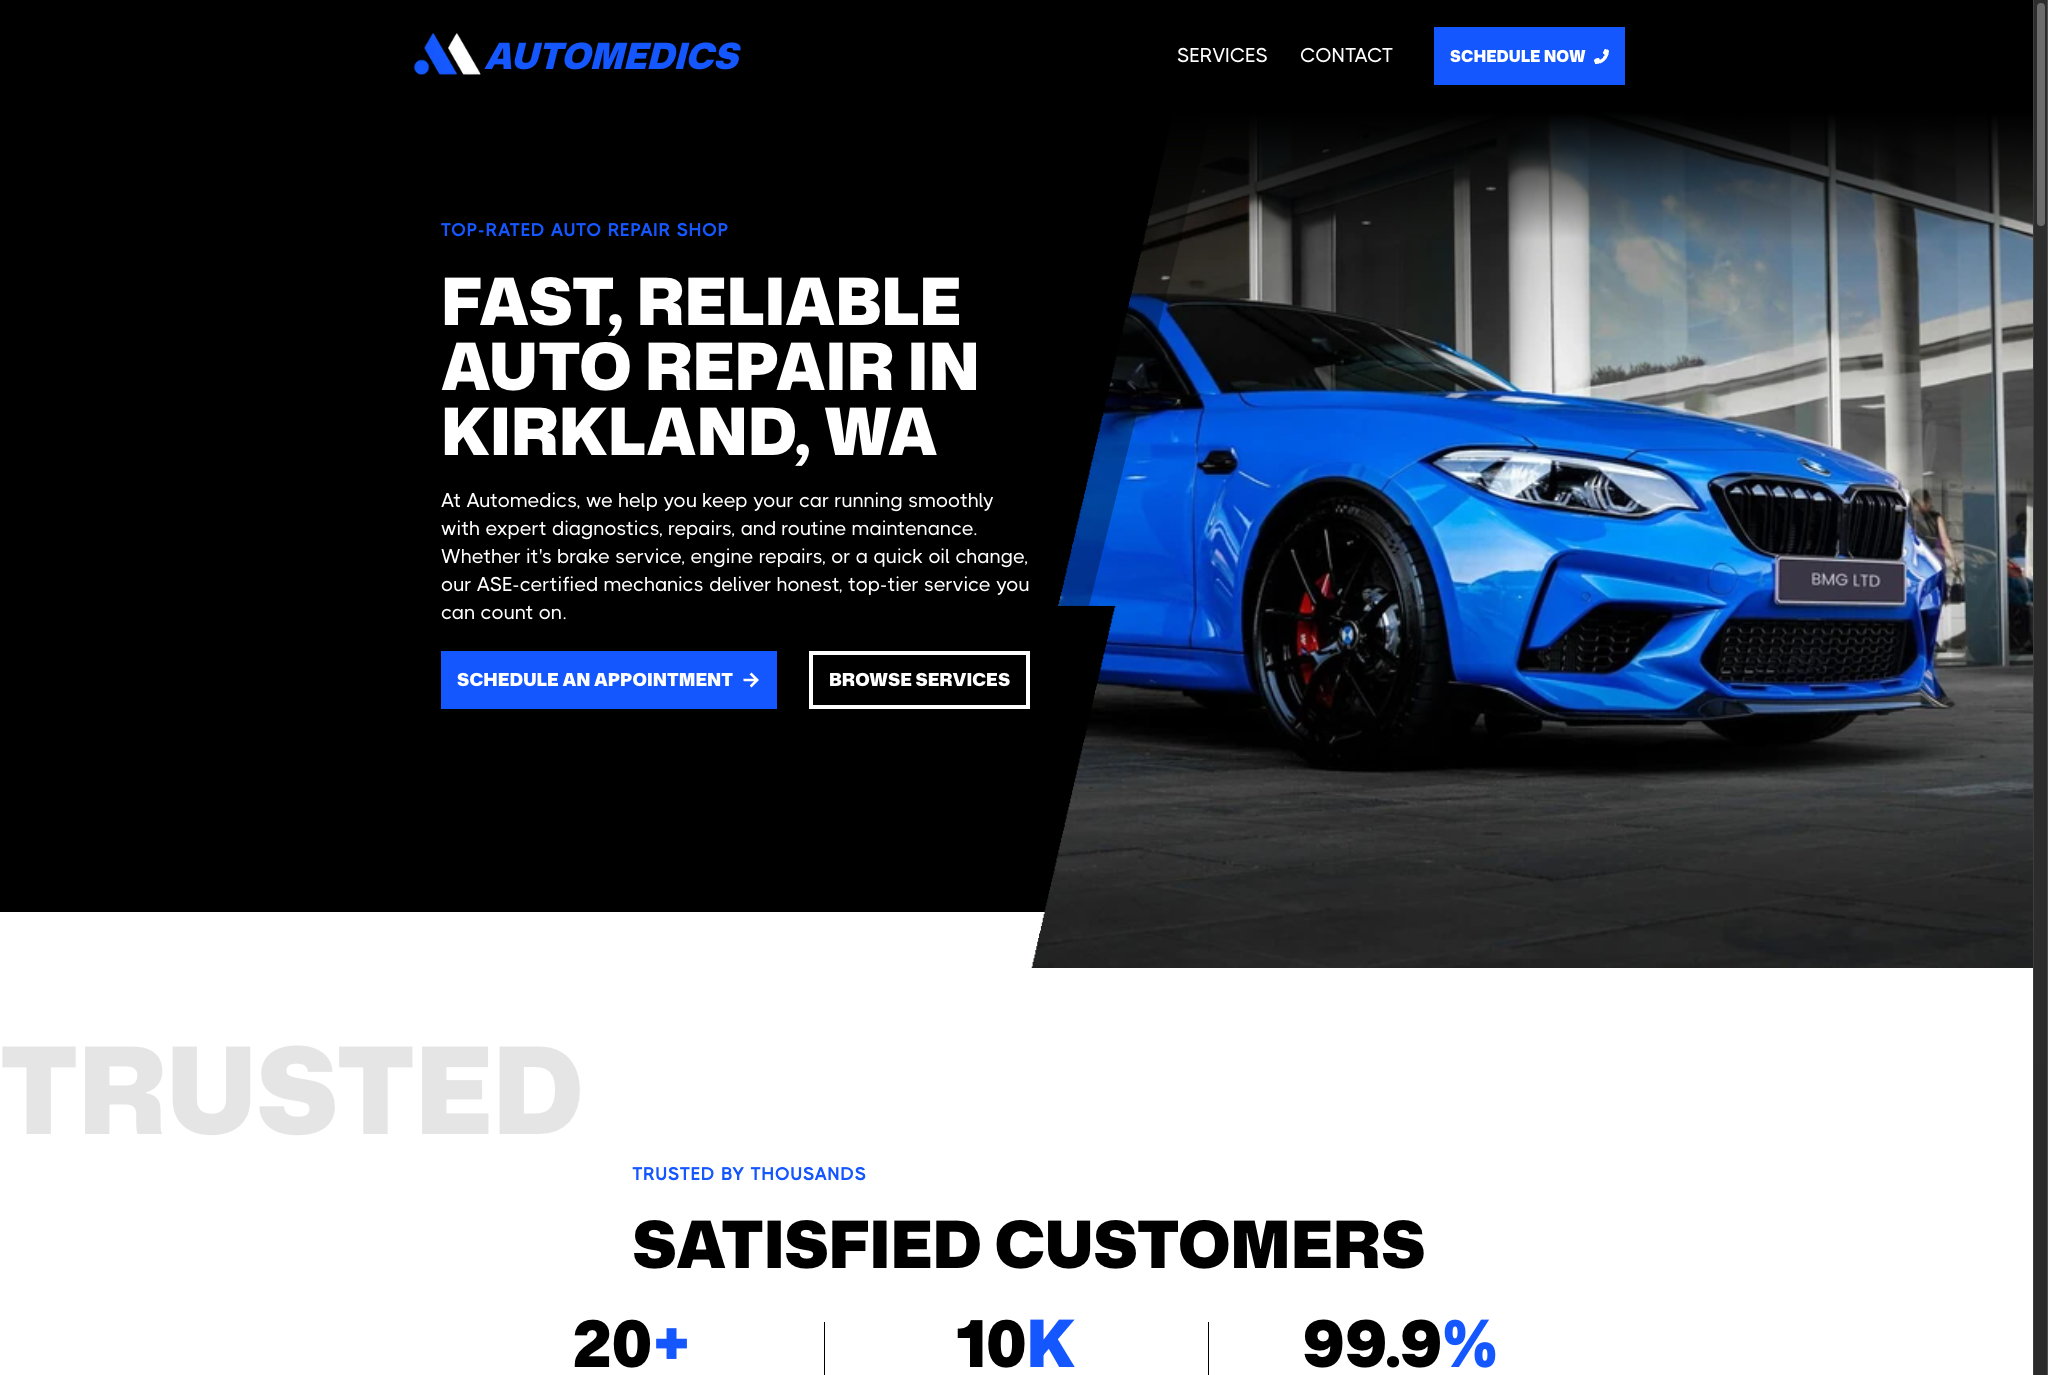 AUTOMEDICS
SERVICES CONTACT SCHEDULE NOW
TOP-RATED AUTO REPAIR SHOP
FAST, RELIABLE
AUTO REPAIR IN
KIRKLAND, WA
At Automedics, we help you keep your car running smoothly
with expert diagnostics, repairs, and routine maintenance.
Whether it's brake service, engine repairs, or a quick oil change,
our ASE-certified mechanics deliver honest, top-tier service you
can count on.
SCHEDULE AN APPOINTMENT → BROWSE SERVICES
BMG LTD
TRUSTED
TRUSTED BY THOUSANDS
SATISFIED CUSTOMERS
20+ 10K 99.9%